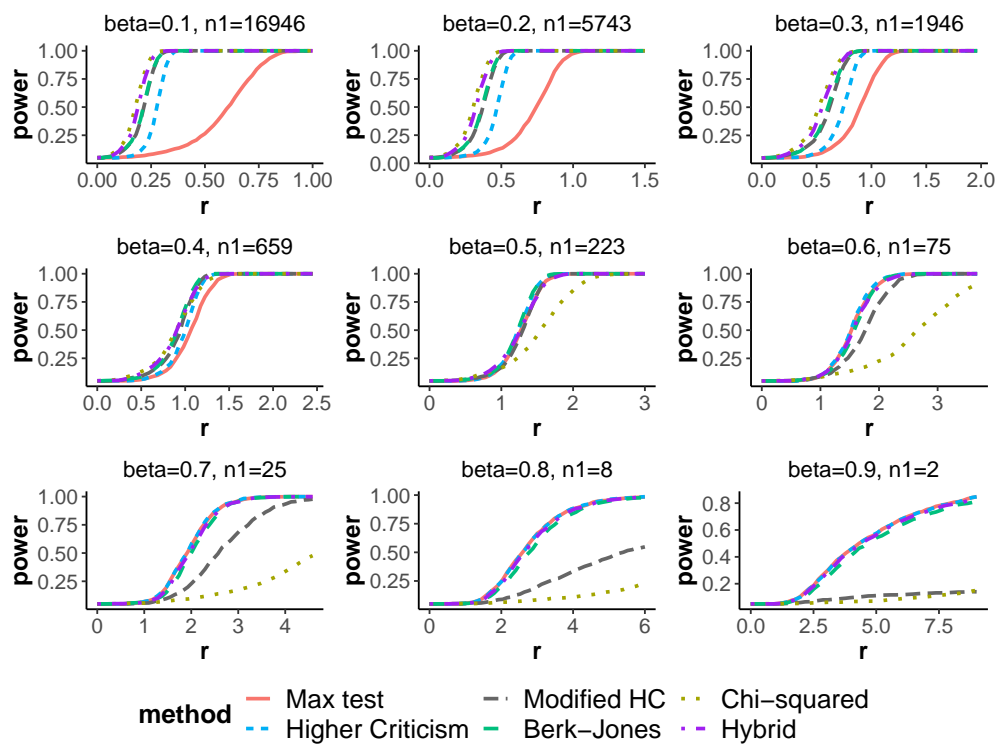 beta=0.1, n1=16946
beta=0.2, n1=5743
beta=0.3, n1=1946
power
1.00
0.75
0.50
0.25
0.00 0.25 0.50 0.75 1.00
r
power
1.00
0.75
0.50
0.25
0.00
0.0 0.5 1.0 1.5
r
power
1.00
0.75
0.50
0.25
0.0 0.5 1.0 1.5 2.0
r
beta=0.4, n1=659
beta=0.5, n1=223
beta=0.6, n1=75
power
1.00
0.75
0.50
0.25
0.0 0.5 1.0 1.5 2.0 2.5
r
power
1.00
0.75
0.50
0.25
0 1 2 3
r
power
1.00
0.75
0.50
0.25
0 1 2 3
r
beta=0.7, n1=25
beta=0.8, n1=8
beta=0.9, n1=2
power
1.00
0.75
0.50
0.25
0 1 2 3 4
r
power
1.00
0.75
0.50
0.25
0 2 4 6
r
power
0.8
0.6
0.4
0.2
0.0 2.5 5.0 7.5
r
method
Max test
Modified HC
Chi−squared
Higher Criticism
Berk−Jones
Hybrid